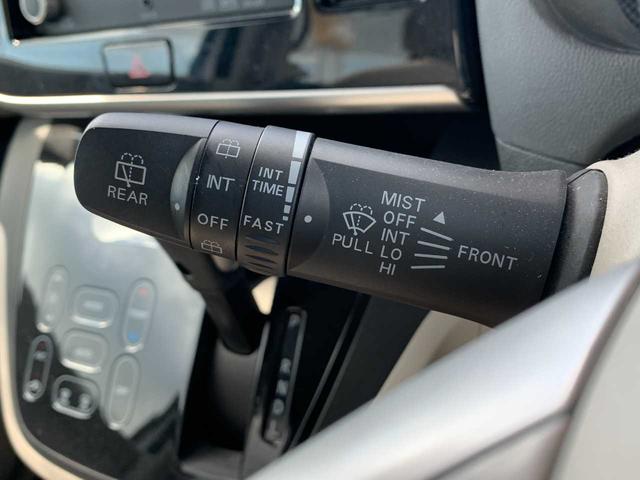 REAR
INT
OFF
INT
TIME
FAST
PULL
MIST
OFF
INT
LO
HI
FRONT